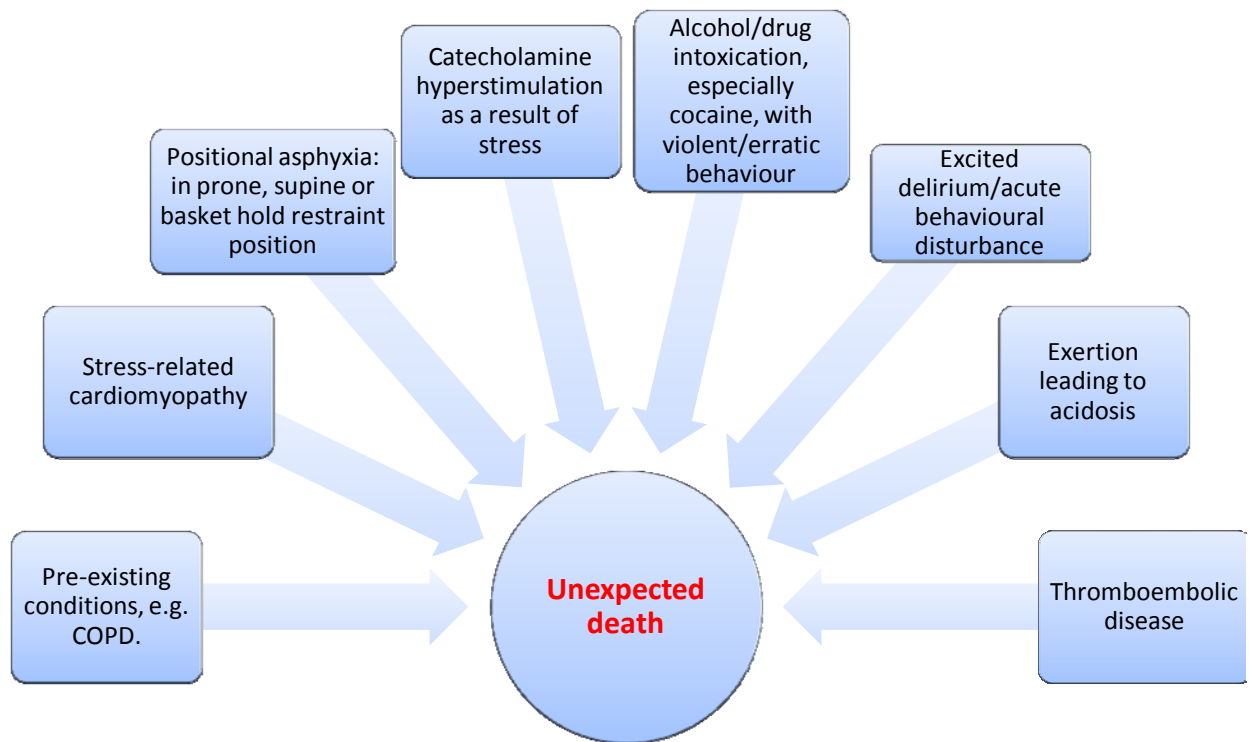 Pre-existing
conditions, e.g.
COPD.
Stress-related
cardiomyopathy
Positional asphyxia:
in prone, supine or
basket hold restraint
position
Catecholamine
hyperstimulation
as a result of
stress
Alcohol/drug
intoxication,
especially
cocaine, with
violent/erratic
behaviour
Excited
delirium/acute
behavioural
disturbance
Exertion
leading to
acidosis
Thromboembolic
disease
Unexpected
death